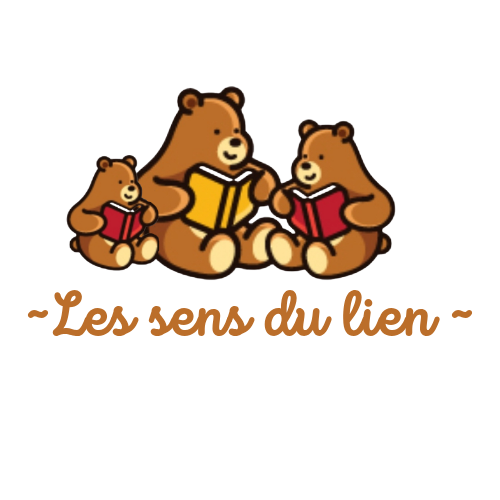 ~Les sens du lien ~